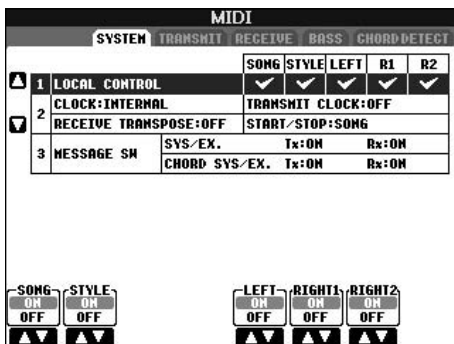 MIDI
SYSTEM TRANSMIT RECEIVE BASS CHORD DETECT
SONG STYLE LEFT R1 R2
1 LOCAL CONTROL
2 CLOCK:INTERNAL TRANSMIT CLOCK:OFF
RECEIVE TRANSPOSE:OFF START/STOP:SONG
3 MESSAGE SW SYS/EX. Tx:ON Rx:ON
CHORD SYS/EX. Tx:ON Rx:ON
SONG STYLE LEFT RIGHT1 RIGHT2
ON ON ON ON ON
OFF OFF OFF OFF OFF